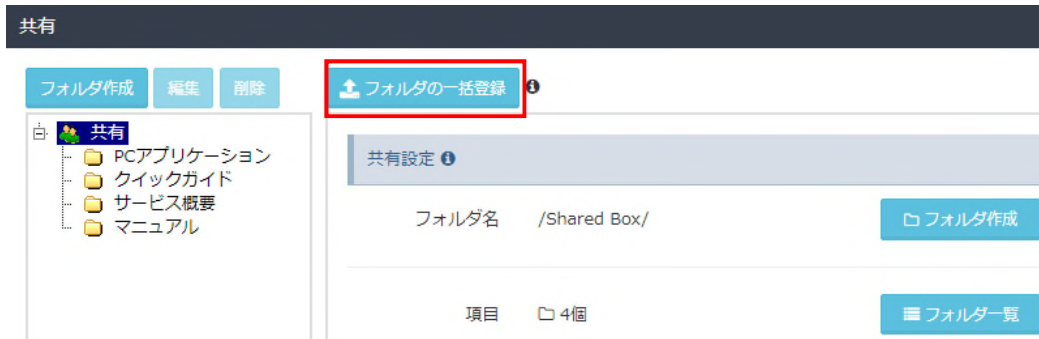 共有
フォルダ作成 編集 削除 フォルダの一括登録
共有
PCアプリケーション
クイックガイド
サービス概要
マニュアル
共有設定
フォルダ名 /Shared Box/ フォルダ作成
項目 4個 フォルダ一覧